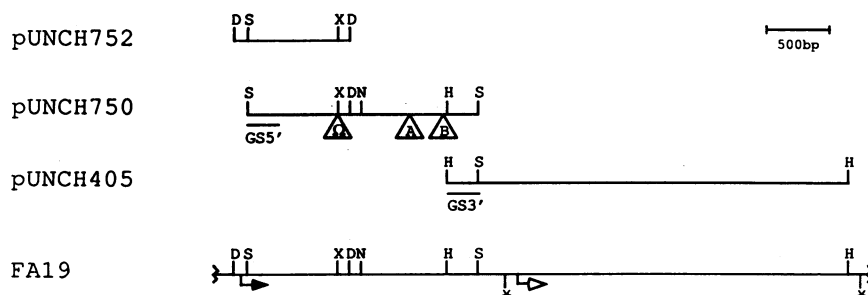 D S X D
pUNCH752
500bp
S X D N H S
pUNCH750
GS5' Ω A B
H S H
pUNCH405
GS3'
D S X D N H S H
FA19
* *